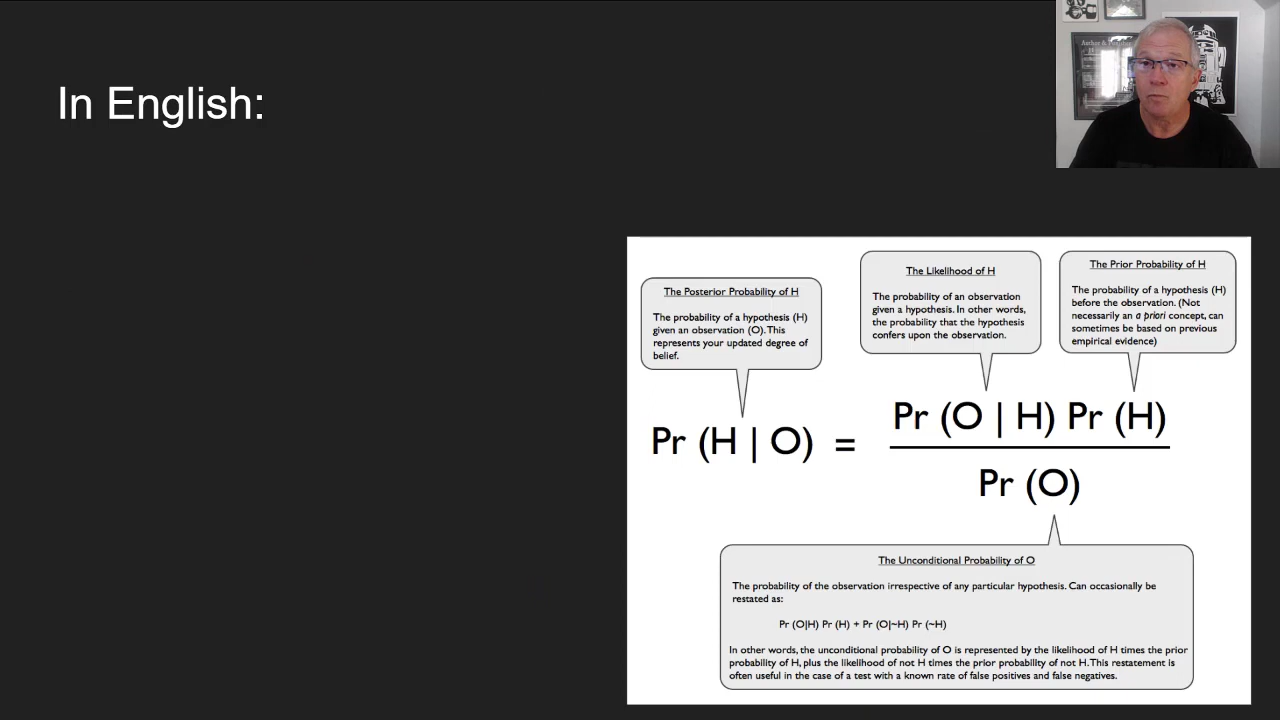 In English:
Author & Punisher
The Posterior Probability of H
The probability of a hypothesis (H)
given an observation (O). This
represents your updated degree of
belief.
The Likelihood of H
The probability of an observation
given a hypothesis. In other words,
the probability that the hypothesis
confers upon the observation.
The Prior Probability of H
The probability of a hypothesis (H)
before the observation. (Not
necessarily an a priori concept, can
sometimes be based on previous
empirical evidence)
Pr (H | O) =
Pr (O | H) Pr (H)
Pr (O)
The Unconditional Probability of O
The probability of the observation irrespective of any particular hypothesis. Can occasionally be
restated as:
Pr (O|H) Pr (H) + Pr (O|~H) Pr (~H)
In other words, the unconditional probability of O is represented by the likelihood of H times the prior
probability of H, plus the likelihood of not H times the prior probability of not H. This restatement is
often useful in the case of a test with a known rate of false positives and false negatives.